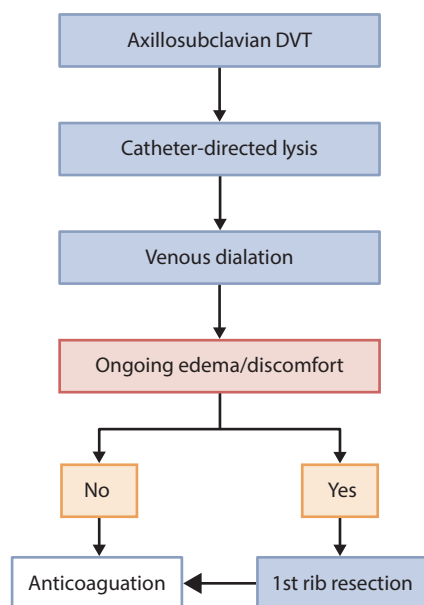 Axillosubclavian DVT
Catheter-directed lysis
Venous dialation
Ongoing edema/discomfort
No
Yes
Anticoaguation
1st rib resection